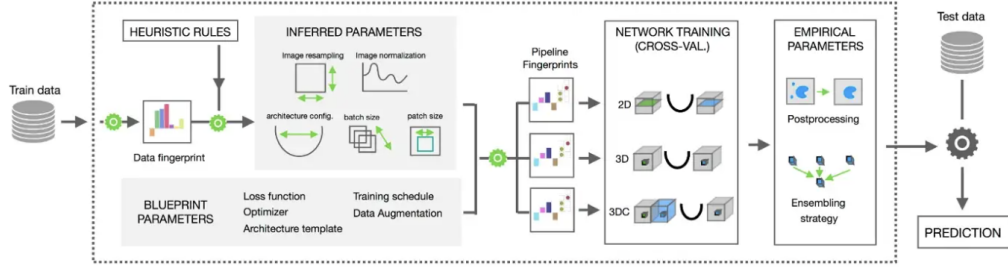 Train data
HEURISTIC RULES
Data fingerprint
INFERRED PARAMETERS
Image resampling
Image normalization
architecture config.
batch size
patch size
BLUEPRINT
PARAMETERS
Loss function
Optimizer
Architecture template
Training schedule
Data Augmentation
Pipeline
Fingerprints
NETWORK TRAINING
(CROSS-VAL.)
2D
3D
3DC
EMPIRICAL
PARAMETERS
Postprocessing
Ensembling
strategy
Test data
PREDICTION